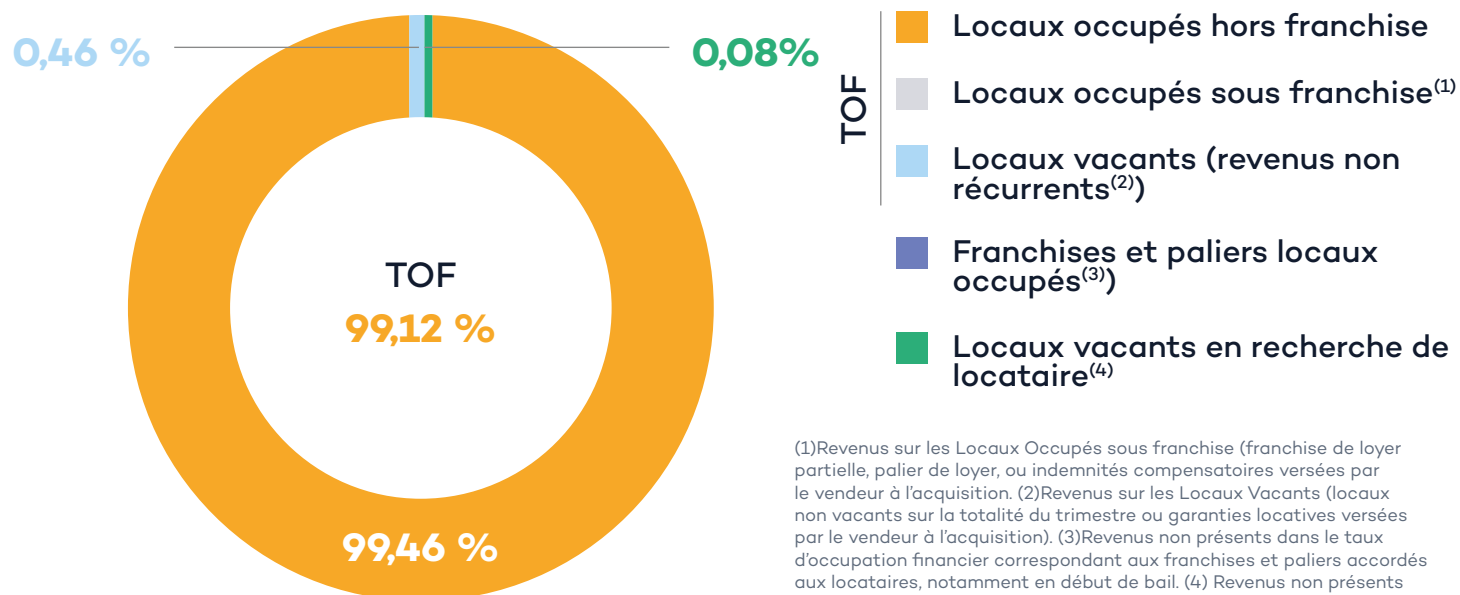 0,46 %
0,08%
TOF
99,12 %
99,46 %
TOF
Locaux occupés hors franchise
Locaux occupés sous franchise(1)
Locaux vacants (revenus non
récurrents(2))
Franchises et paliers locaux
occupés(3))
Locaux vacants en recherche de
locataire(4)
(1)Revenus sur les Locaux Occupés sous franchise (franchise de loyer
partielle, palier de loyer, ou indemnités compensatoires versées par
le vendeur à l'acquisition. (2)Revenus sur les Locaux Vacants (locaux
non vacants sur la totalité du trimestre ou garanties locatives versées
par le vendeur à l'acquisition). (3)Revenus non présents dans le taux
d'occupation financier correspondant aux franchises et paliers accordés
aux locataires, notamment en début de bail. (4) Revenus non présents